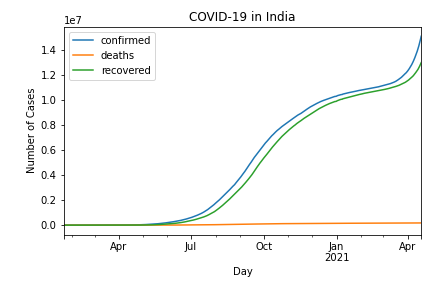 COVID-19 in India
1e7
confirmed
deaths
recovered
Number of Cases
1.4
1.2
1.0
0.8
0.6
0.4
0.2
0.0
Apr
Jul
Oct
Jan
2021
Apr
Day